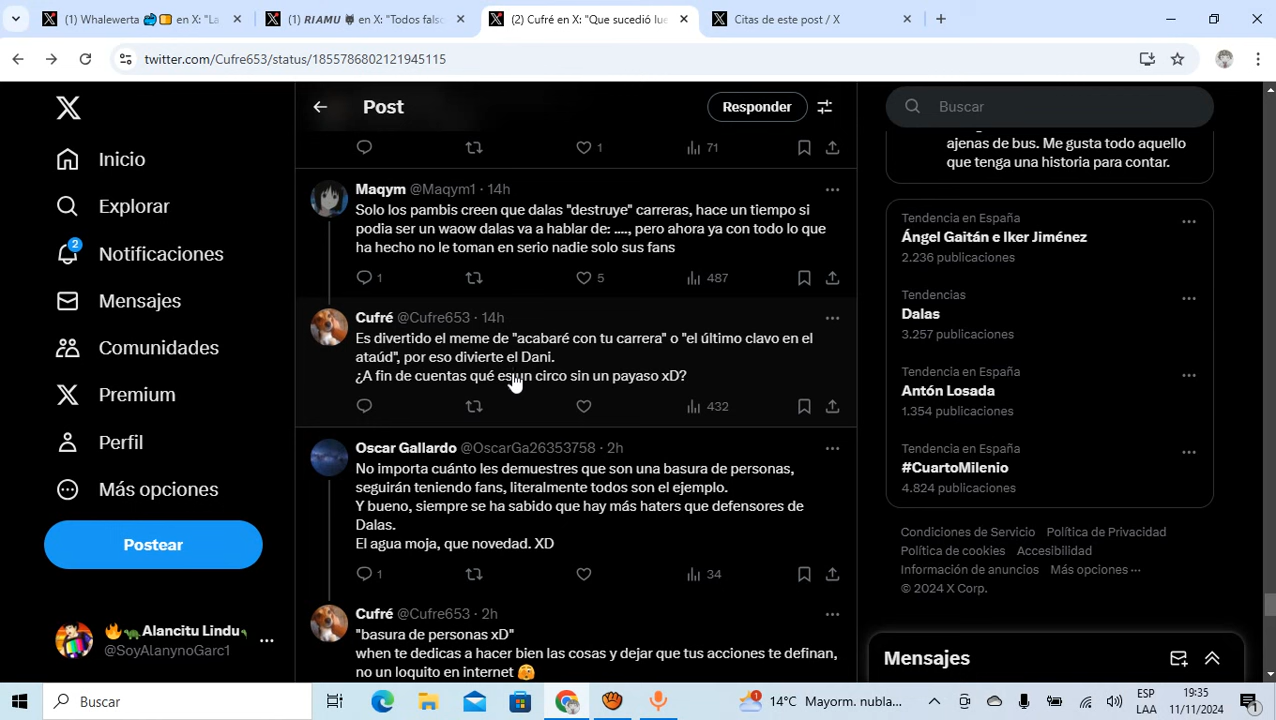 (1) Whalewerta en X: "La
(1) RIAMU en X: "Todos fals
(2) Cufré en X: "Que sucedió lue
Citas de este post / X
twitter.com/Cufre653/status/1855786802121945115
Post
Responder
Buscar
Inicio
Explorar
2
Notificaciones
Mensajes
Comunidades
Premium
Perfil
Más opciones
Postear
Alancitu Lindu
@SoyAlanynoGarc1
1
71
Maqym @Maqym1 · 14h
Solo los pambis creen que dalas "destruye" carreras, hace un tiempo si
podia ser un waow dalas va a hablar de: ...., pero ahora ya con todo lo que
ha hecho no le toman en serio nadie solo sus fans
1 5 487
Cufré @Cufre653 · 14h
Es divertido el meme de "acabaré con tu carrera" o "el último clavo en el
ataúd", por eso divierte el Dani.
¿A fin de cuentas qué es un circo sin un payaso xD?
432
Oscar Gallardo @OscarGa26353758 · 2h
No importa cuánto les demuestres que son una basura de personas,
seguirán teniendo fans, literalmente todos son el ejemplo.
Y bueno, siempre se ha sabido que hay más haters que defensores de
Dalas.
El agua moja, que novedad. XD
1 34
Cufré @Cufre653 · 2h
"basura de personas xD"
when te dedicas a hacer bien las cosas y dejar que tus acciones te definan,
no un loquito en internet
ajenas de bus. Me gusta todo aquello
que tenga una historia para contar.
Tendencia en España
Ángel Gaitán e Iker Jiménez
2.236 publicaciones
Tendencias
Dalas
3.257 publicaciones
Tendencia en España
Antón Losada
1.354 publicaciones
Tendencia en España
#CuartoMilenio
4.824 publicaciones
Condiciones de Servicio Política de Privacidad
Política de cookies Accesibilidad
Información de anuncios Más opciones ···
© 2024 X Corp.
Mensajes
Buscar
1
14°C Mayorm. nubla...
ESP
LAA
19:35
11/11/2024
1